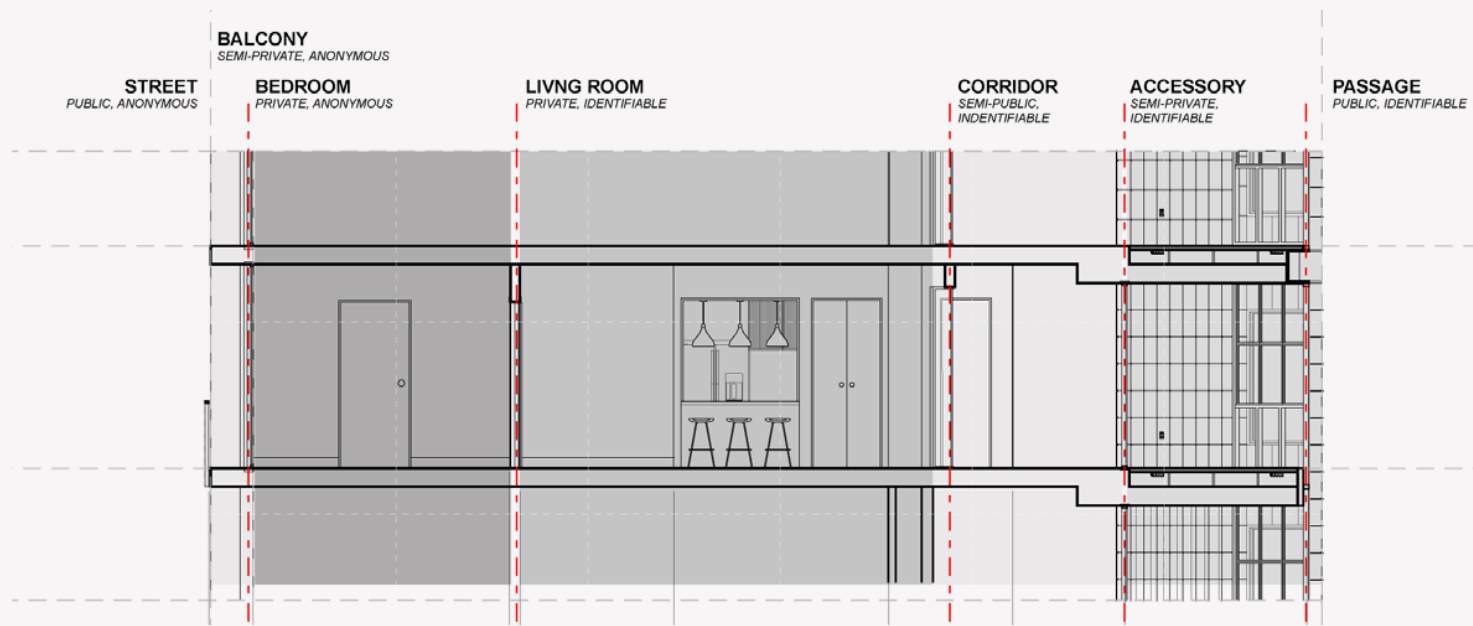 BALCONY
SEMI-PRIVATE, ANONYMOUS
STREET
PUBLIC, ANONYMOUS
BEDROOM
PRIVATE, ANONYMOUS
LIVNG ROOM
PRIVATE, IDENTIFIABLE
CORRIDOR
SEMI-PUBLIC,
INDENTIFIABLE
ACCESSORY
SEMI-PRIVATE,
IDENTIFIABLE
PASSAGE
PUBLIC, IDENTIFIABLE